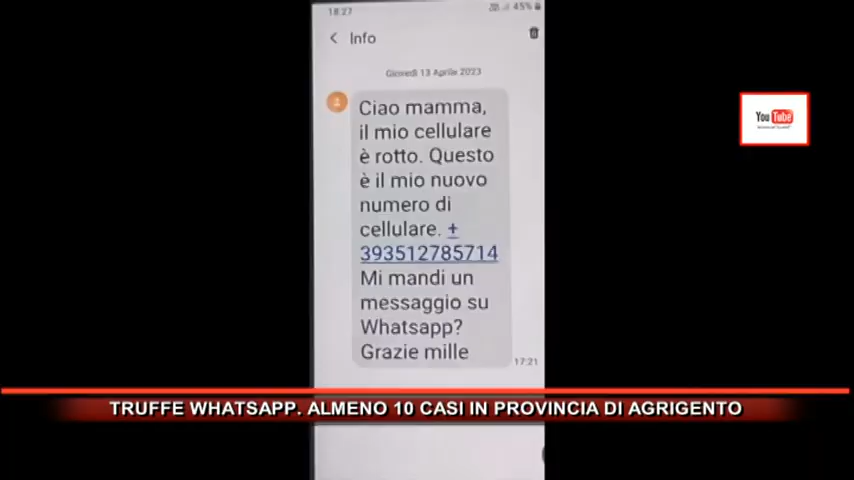 18:27
45%
Info
Giovedì 13 Aprile 2023
Ciao mamma,
il mio cellulare
è rotto. Questo
è il mio nuovo
numero di
cellulare. +
393512785714
Mi mandi un
messaggio su
Whatsapp?
Grazie mille
17:21
You Tube
TRUFFE WHATSAPP. ALMENO 10 CASI IN PROVINCIA DI AGRIGENTO